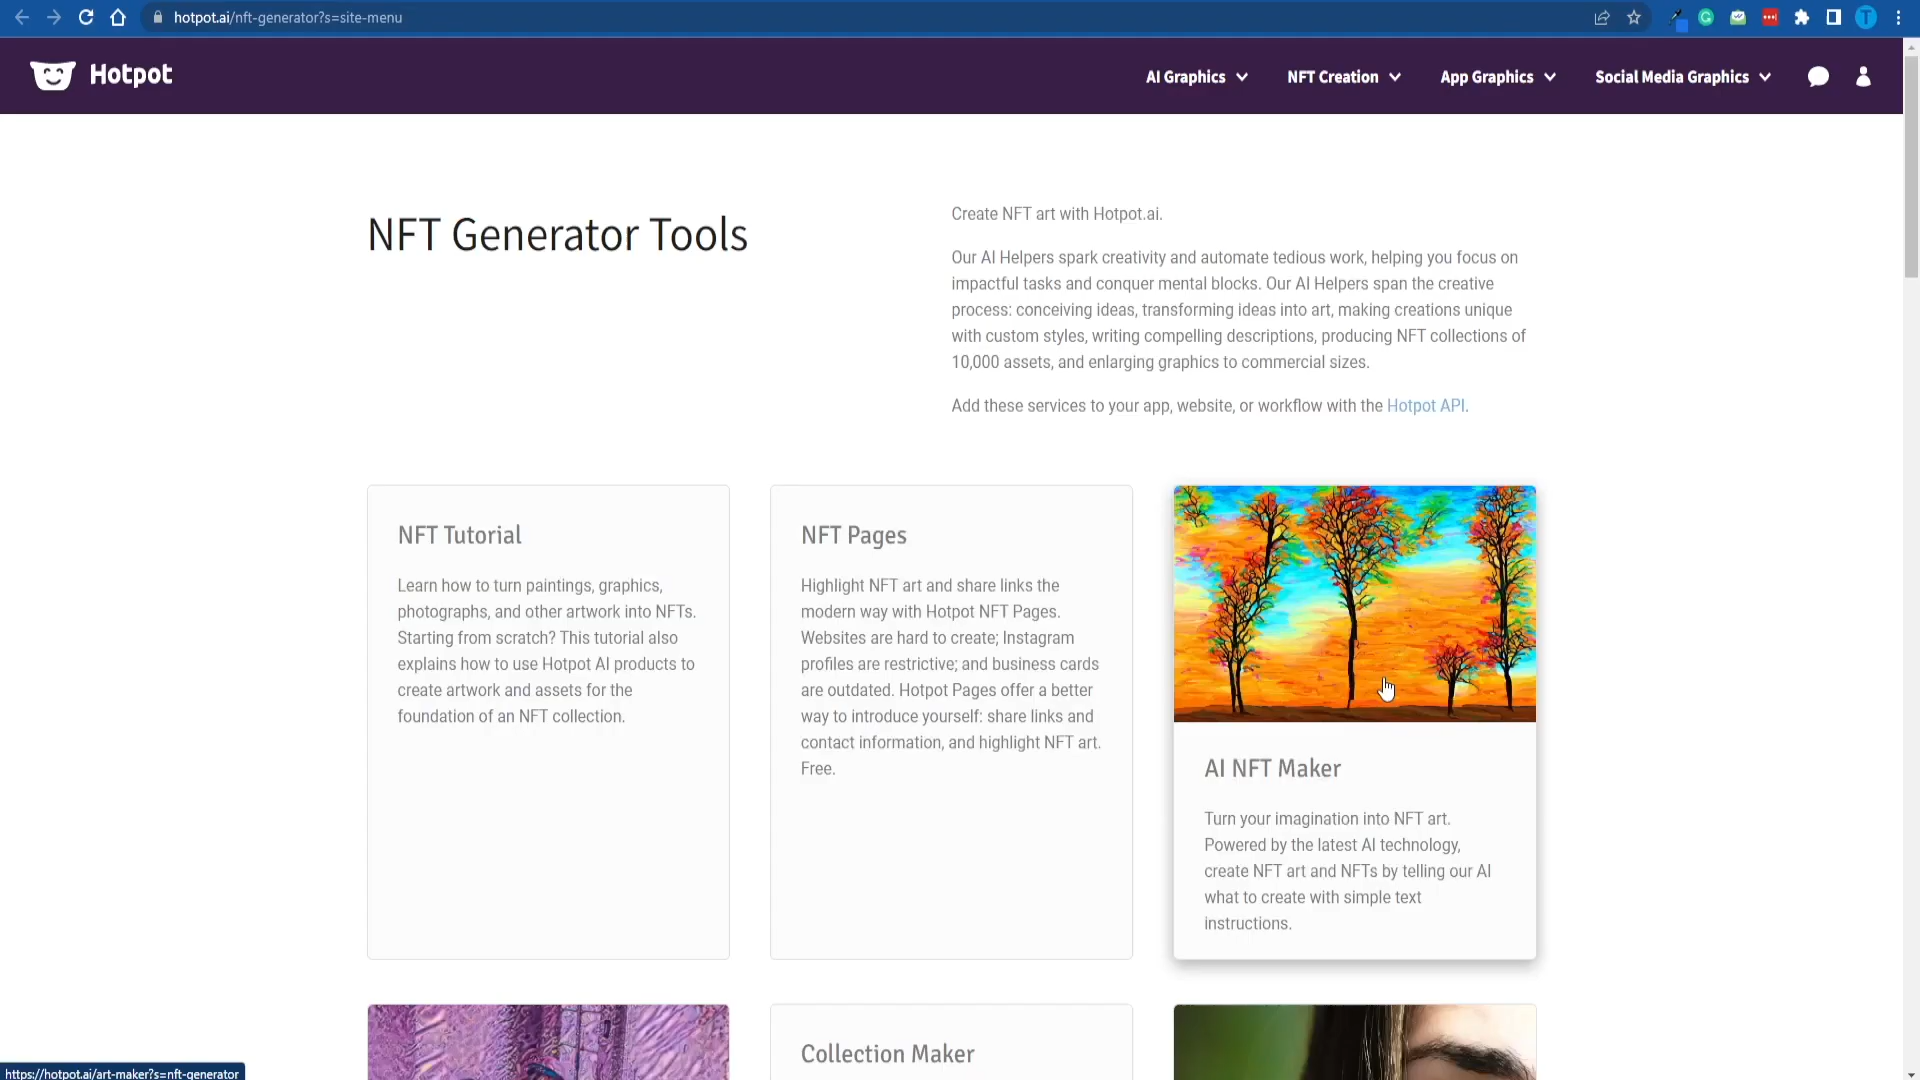 hotpot.ai/nft-generator?s=site-menu
T
Hotpot
AI Graphics
NFT Creation
App Graphics
Social Media Graphics
NFT Generator Tools
Create NFT art with Hotpot.ai.
Our AI Helpers spark creativity and automate tedious work, helping you focus on
impactful tasks and conquer mental blocks. Our AI Helpers span the creative
process: conceiving ideas, transforming ideas into art, making creations unique
with custom styles, writing compelling descriptions, producing NFT collections of
10,000 assets, and enlarging graphics to commercial sizes.
Add these services to your app, website, or workflow with the Hotpot API.
NFT Tutorial
Learn how to turn paintings, graphics,
photographs, and other artwork into NFTs.
Starting from scratch? This tutorial also
explains how to use Hotpot AI products to
create artwork and assets for the
foundation of an NFT collection.
NFT Pages
Highlight NFT art and share links the
modern way with Hotpot NFT Pages.
Websites are hard to create; Instagram
profiles are restrictive; and business cards
are outdated. Hotpot Pages offer a better
way to introduce yourself: share links and
contact information, and highlight NFT art.
Free.
AI NFT Maker
Turn your imagination into NFT art.
Powered by the latest AI technology,
create NFT art and NFTs by telling our AI
what to create with simple text
instructions.
Collection Maker
https://hotpot.ai/art-maker?s=nft-generator